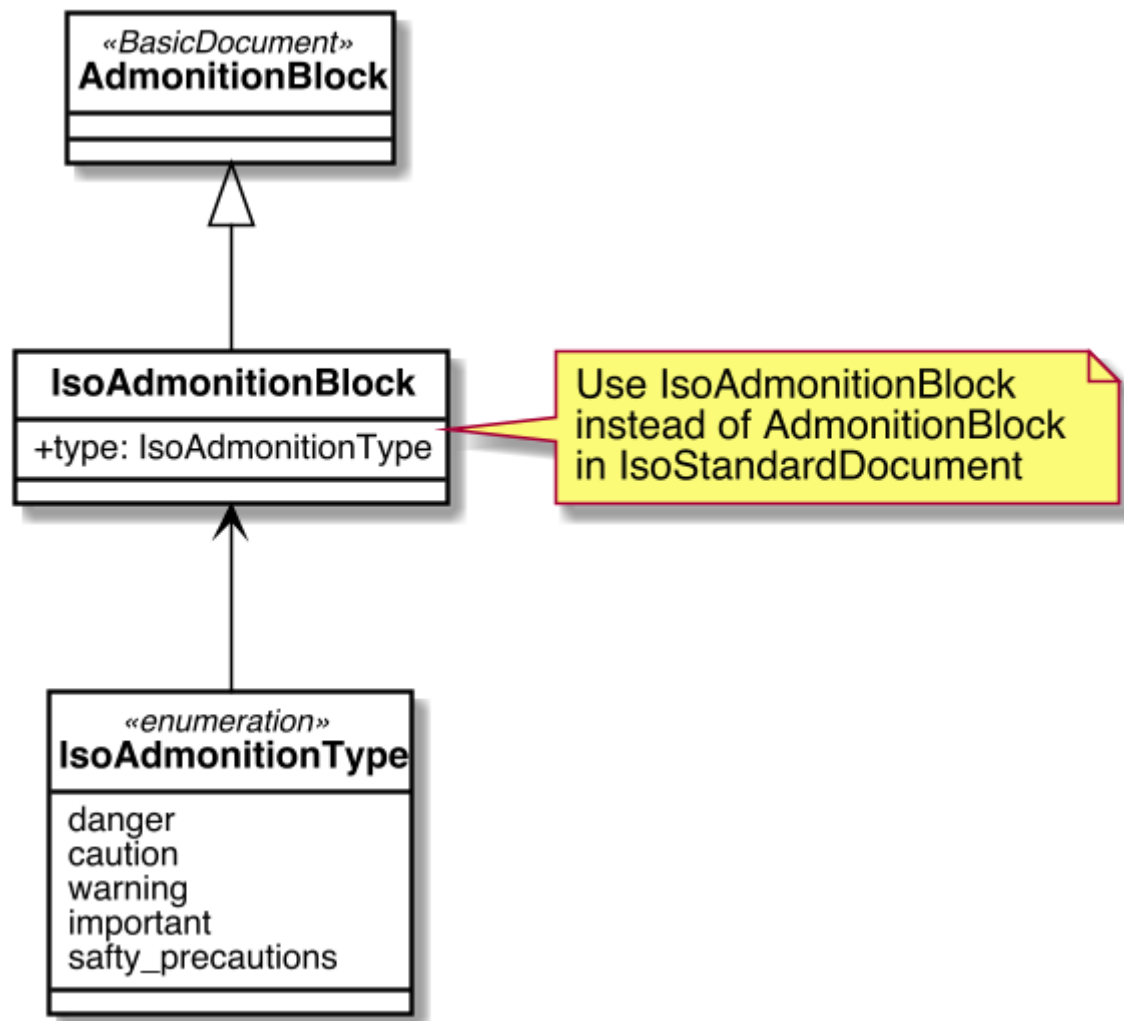 «BasicDocument»
AdmonitionBlock
IsoAdmonitionBlock
+type: IsoAdmonitionType
Use IsoAdmonitionBlock
instead of AdmonitionBlock
in IsoStandardDocument
«enumeration»
IsoAdmonitionType
danger
caution
warning
important
safty_precautions